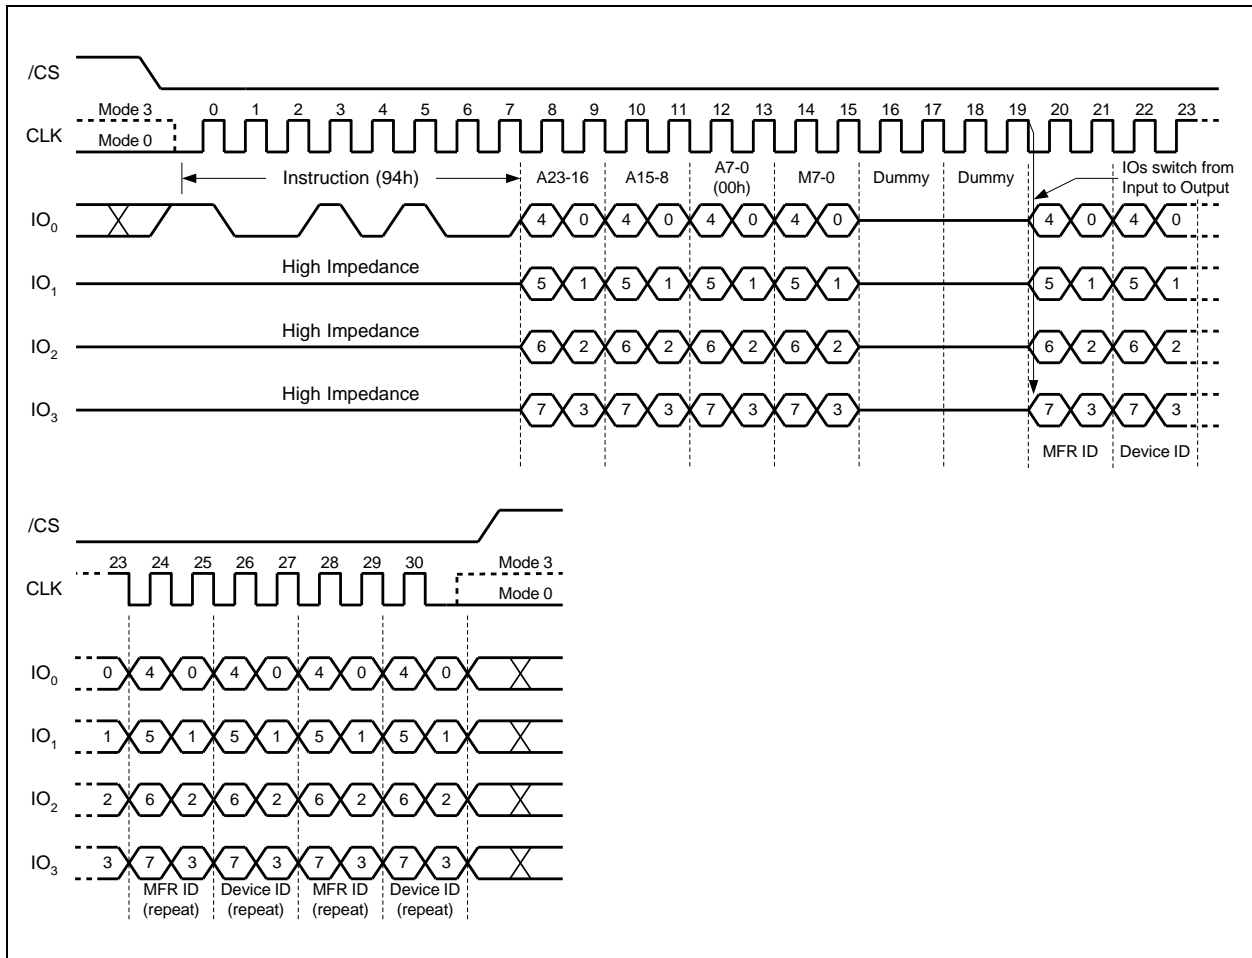 /CS
Mode 3 0 1 2 3 4 5 6 7 8 9 10 11 12 13 14 15 16 17 18 19 20 21 22 23
CLK Mode 0
Instruction (94h) A23-16 A15-8 A7-0 (00h) M7-0 Dummy Dummy IOs switch from
Input to Output
IO0 4 0 4 0 4 0 4 0 4 0 4 0
High Impedance
IO1 5 1 5 1 5 1 5 1 5 1 5 1
High Impedance
IO2 6 2 6 2 6 2 6 2 6 2 6 2
High Impedance
IO3 7 3 7 3 7 3 7 3 7 3 7 3
MFR ID Device ID
/CS
23 24 25 26 27 28 29 30 Mode 3
CLK Mode 0
IO0 0 4 0 4 0 4 0 4 0
IO1 1 5 1 5 1 5 1 5 1
IO2 2 6 2 6 2 6 2 6 2
IO3 3 7 3 7 3 7 3 7 3
MFR ID Device ID MFR ID Device ID
(repeat) (repeat) (repeat) (repeat)